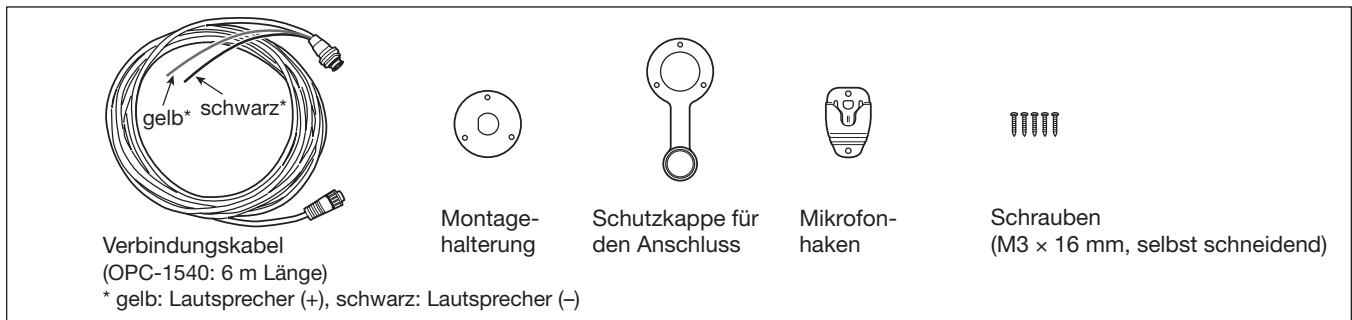 gelb*
schwarz*
Verbindungskabel
(OPC-1540: 6 m Länge)
* gelb: Lautsprecher (+), schwarz: Lautsprecher (–)
Montage-
halterung
Schutzkappe für
den Anschluss
Mikrofon-
haken
Schrauben
(M3 × 16 mm, selbst schneidend)